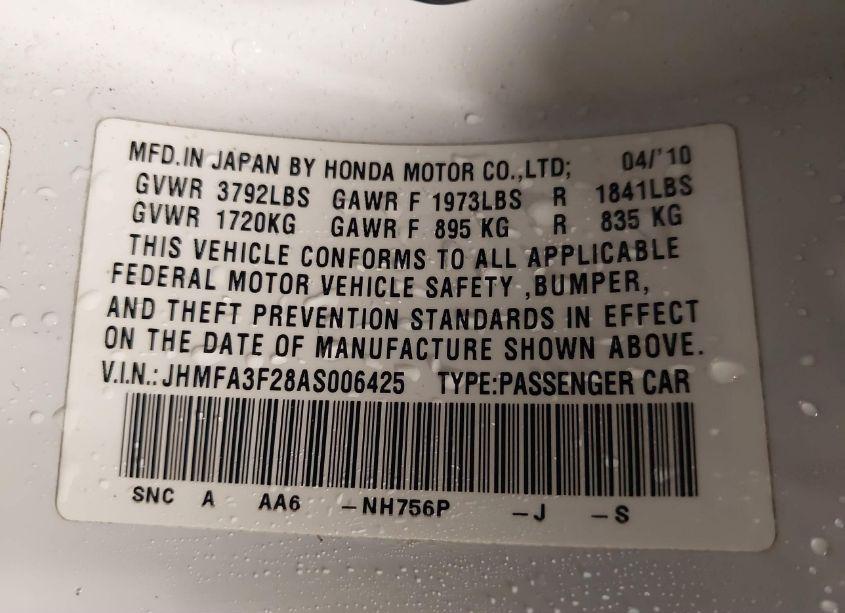 MFD.IN JAPAN BY HONDA MOTOR CO.,LTD; 04/'10
GVWR 3792LBS GAWR F 1973LBS R 1841LBS
GVWR 1720KG GAWR F 895 KG R 835 KG
THIS VEHICLE CONFORMS TO ALL APPLICABLE
FEDERAL MOTOR VEHICLE SAFETY ,BUMPER,
AND THEFT PREVENTION STANDARDS IN EFFECT
ON THE DATE OF MANUFACTURE SHOWN ABOVE.
V.I.N.: JHMFA3F28AS006425 TYPE:PASSENGER CAR
SNC A AA6 -NH756P -J -S